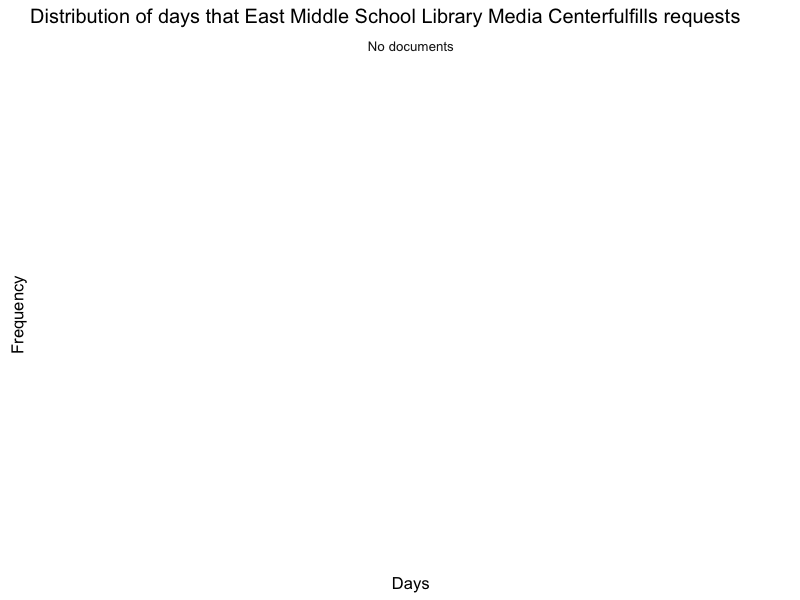 Distribution of days that East Middle School Library Media Centerfulfills requests
No documents
Frequency
Days